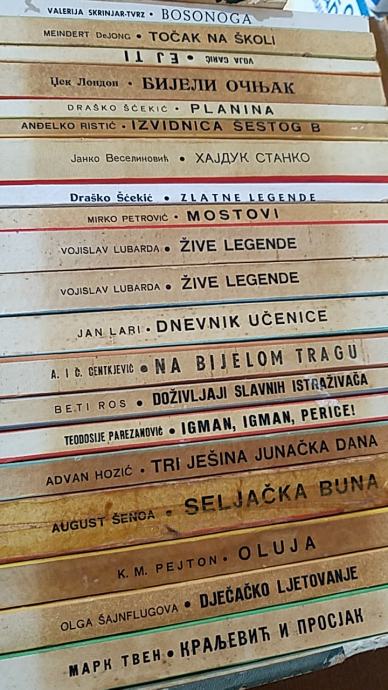 VALERIJA SKRINJAR-TVRZ • BOSONOGA
MEINDERT DeJONG • TOČAK NA ŠKOLI
VOJA CARIĆ • EJ TI
Џек Лондон • БИЈЕЛИ ОЧЊАК
DRAŠKO ŠĆEKIĆ • PLANINA
ANĐELKO RISTIĆ • IZVIDNICA ŠESTOG B
Јанко Веселиновић • ХАЈДУК СТАНКО
Draško Šćekić • ZLATNE LEGENDE
MIRKO PETROVIĆ • MOSTOVI
VOJISLAV LUBARDA • ŽIVE LEGENDE
VOJISLAV LUBARDA • ŽIVE LEGENDE
JAN LARI • DNEVNIK UČENICE
A. I Č. CENTKJEVIĆ • NA BIJELOM TRAGU
BETI ROS • DOŽIVLJAJI SLAVNIH ISTRAŽIVAČA
TEODOSIJE PAREZANOVIĆ • IGMAN, IGMAN, PERICE!
ADVAN HOZIĆ • TRI JEŠINA JUNAČKA DANA
AUGUST ŠENOA • SELJAČKA BUNA
K. M. PEJTON • OLUJA
OLGA ŠAJNFLUGOVA • DJEČAČKO LJETOVANJE
МАРК ТВЕН • КРАЉЕВИЋ И ПРОСЈАК